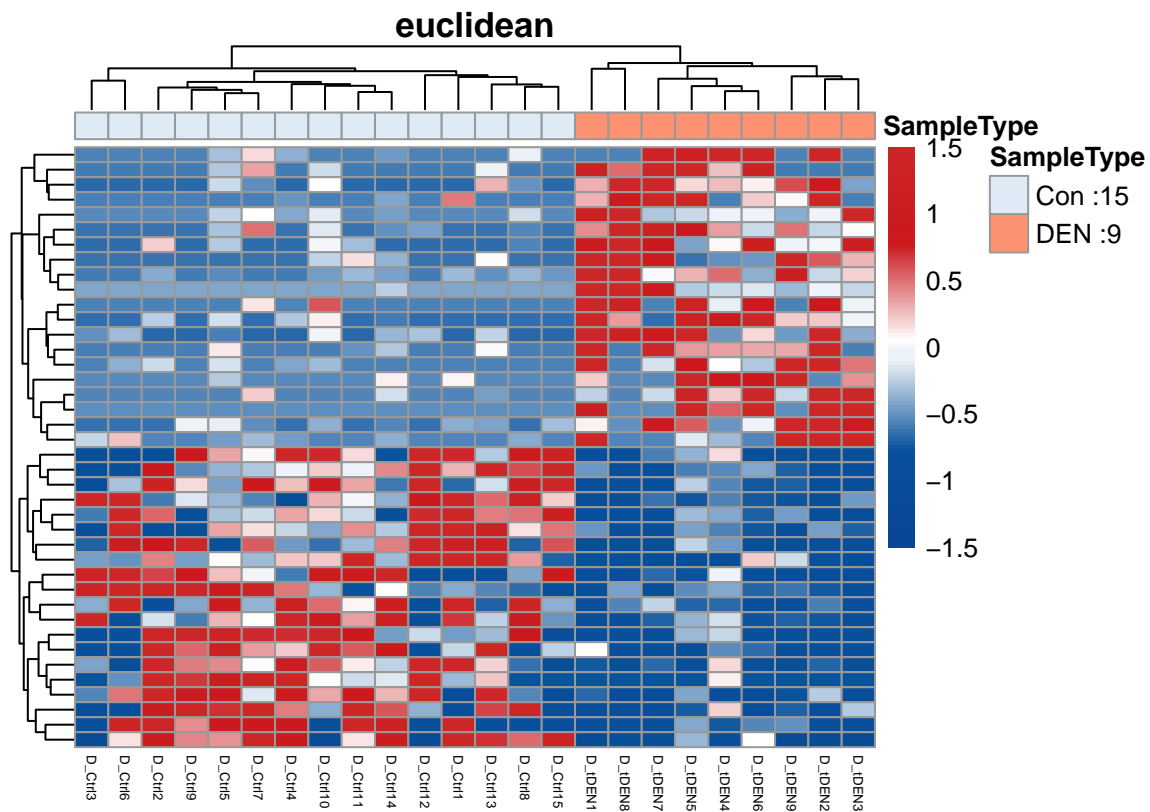 euclidean
SampleType
1.5
1
0.5
0
−0.5
−1
−1.5
SampleType
Con :15
DEN :9
D_Ctrl3
D_Ctrl6
D_Ctrl2
D_Ctrl9
D_Ctrl5
D_Ctrl7
D_Ctrl4
D_Ctrl10
D_Ctrl11
D_Ctrl14
D_Ctrl12
D_Ctrl1
D_Ctrl13
D_Ctrl8
D_Ctrl15
D_tDEN1
D_tDEN8
D_tDEN7
D_tDEN5
D_tDEN4
D_tDEN6
D_tDEN9
D_tDEN2
D_tDEN3